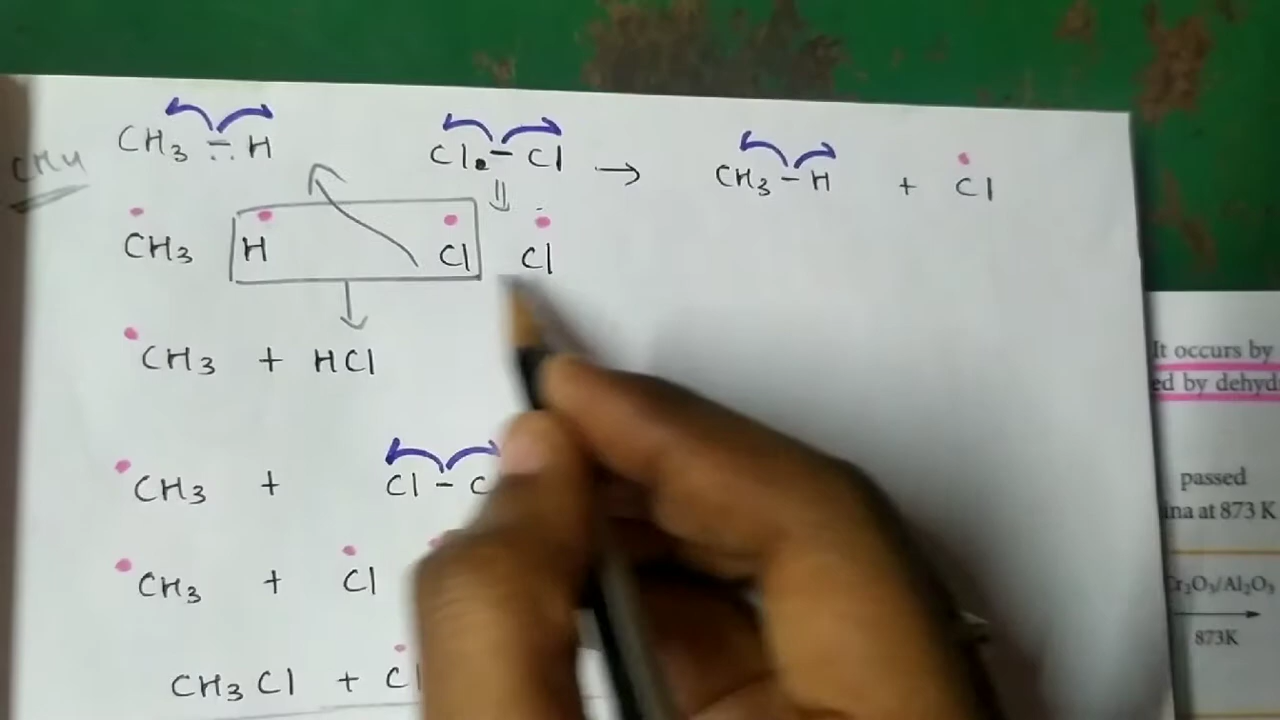 CH3 – H Cl – Cl → CH3 – H + Cl
CH4
CH3 H Cl Cl
CH3 + HCl
CH3 + Cl – C
CH3 + Cl
CH3Cl + Cl
It occurs by
ed by dehyd
passed
ina at 873 K
Cr2O3/Al2O3
873K